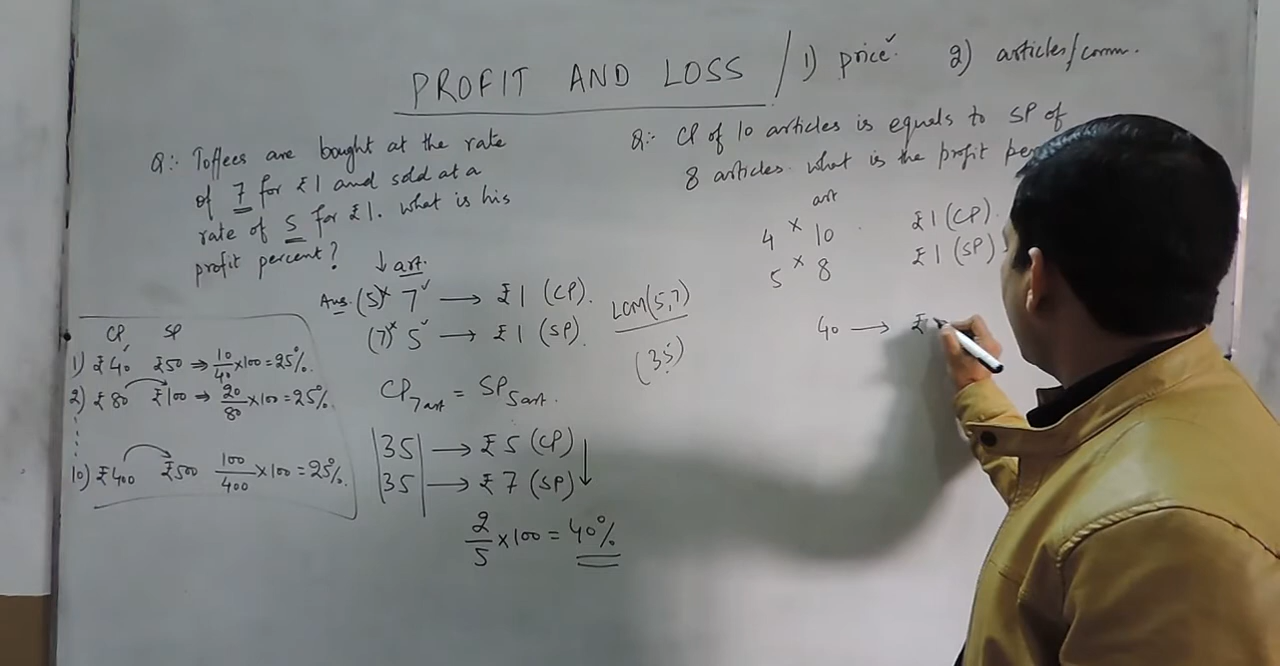 PROFIT AND LOSS / 1) price✓ 2) articles/comm.
Q:- Toffees are bought at the rate
of 7 for ₹1 and sold at a
rate of 5 for ₹1. what is his
profit percent?
↓ art.
Ans. (5)× 7✓ → ₹1 (CP).
(7)× 5✓ → ₹1 (SP).
LCM(5,7)
(35)
CP7art = SP5art.
35 → ₹5 (CP)
35 → ₹7 (SP)
2/5 × 100 = 40%
CP SP
1) ₹40 ₹50 ⇒ 10/40 × 100 = 25%.
2) ₹80 ₹100 → 20/80 × 100 = 25%.
10) ₹400 ₹500 100/400 × 100 = 25%.
Q:- CP of 10 articles is equals to SP of
8 articles. what is the profit
art
4 × 10 ₹1 (CP).
5 × 8 ₹1 (SP)
40 → ₹